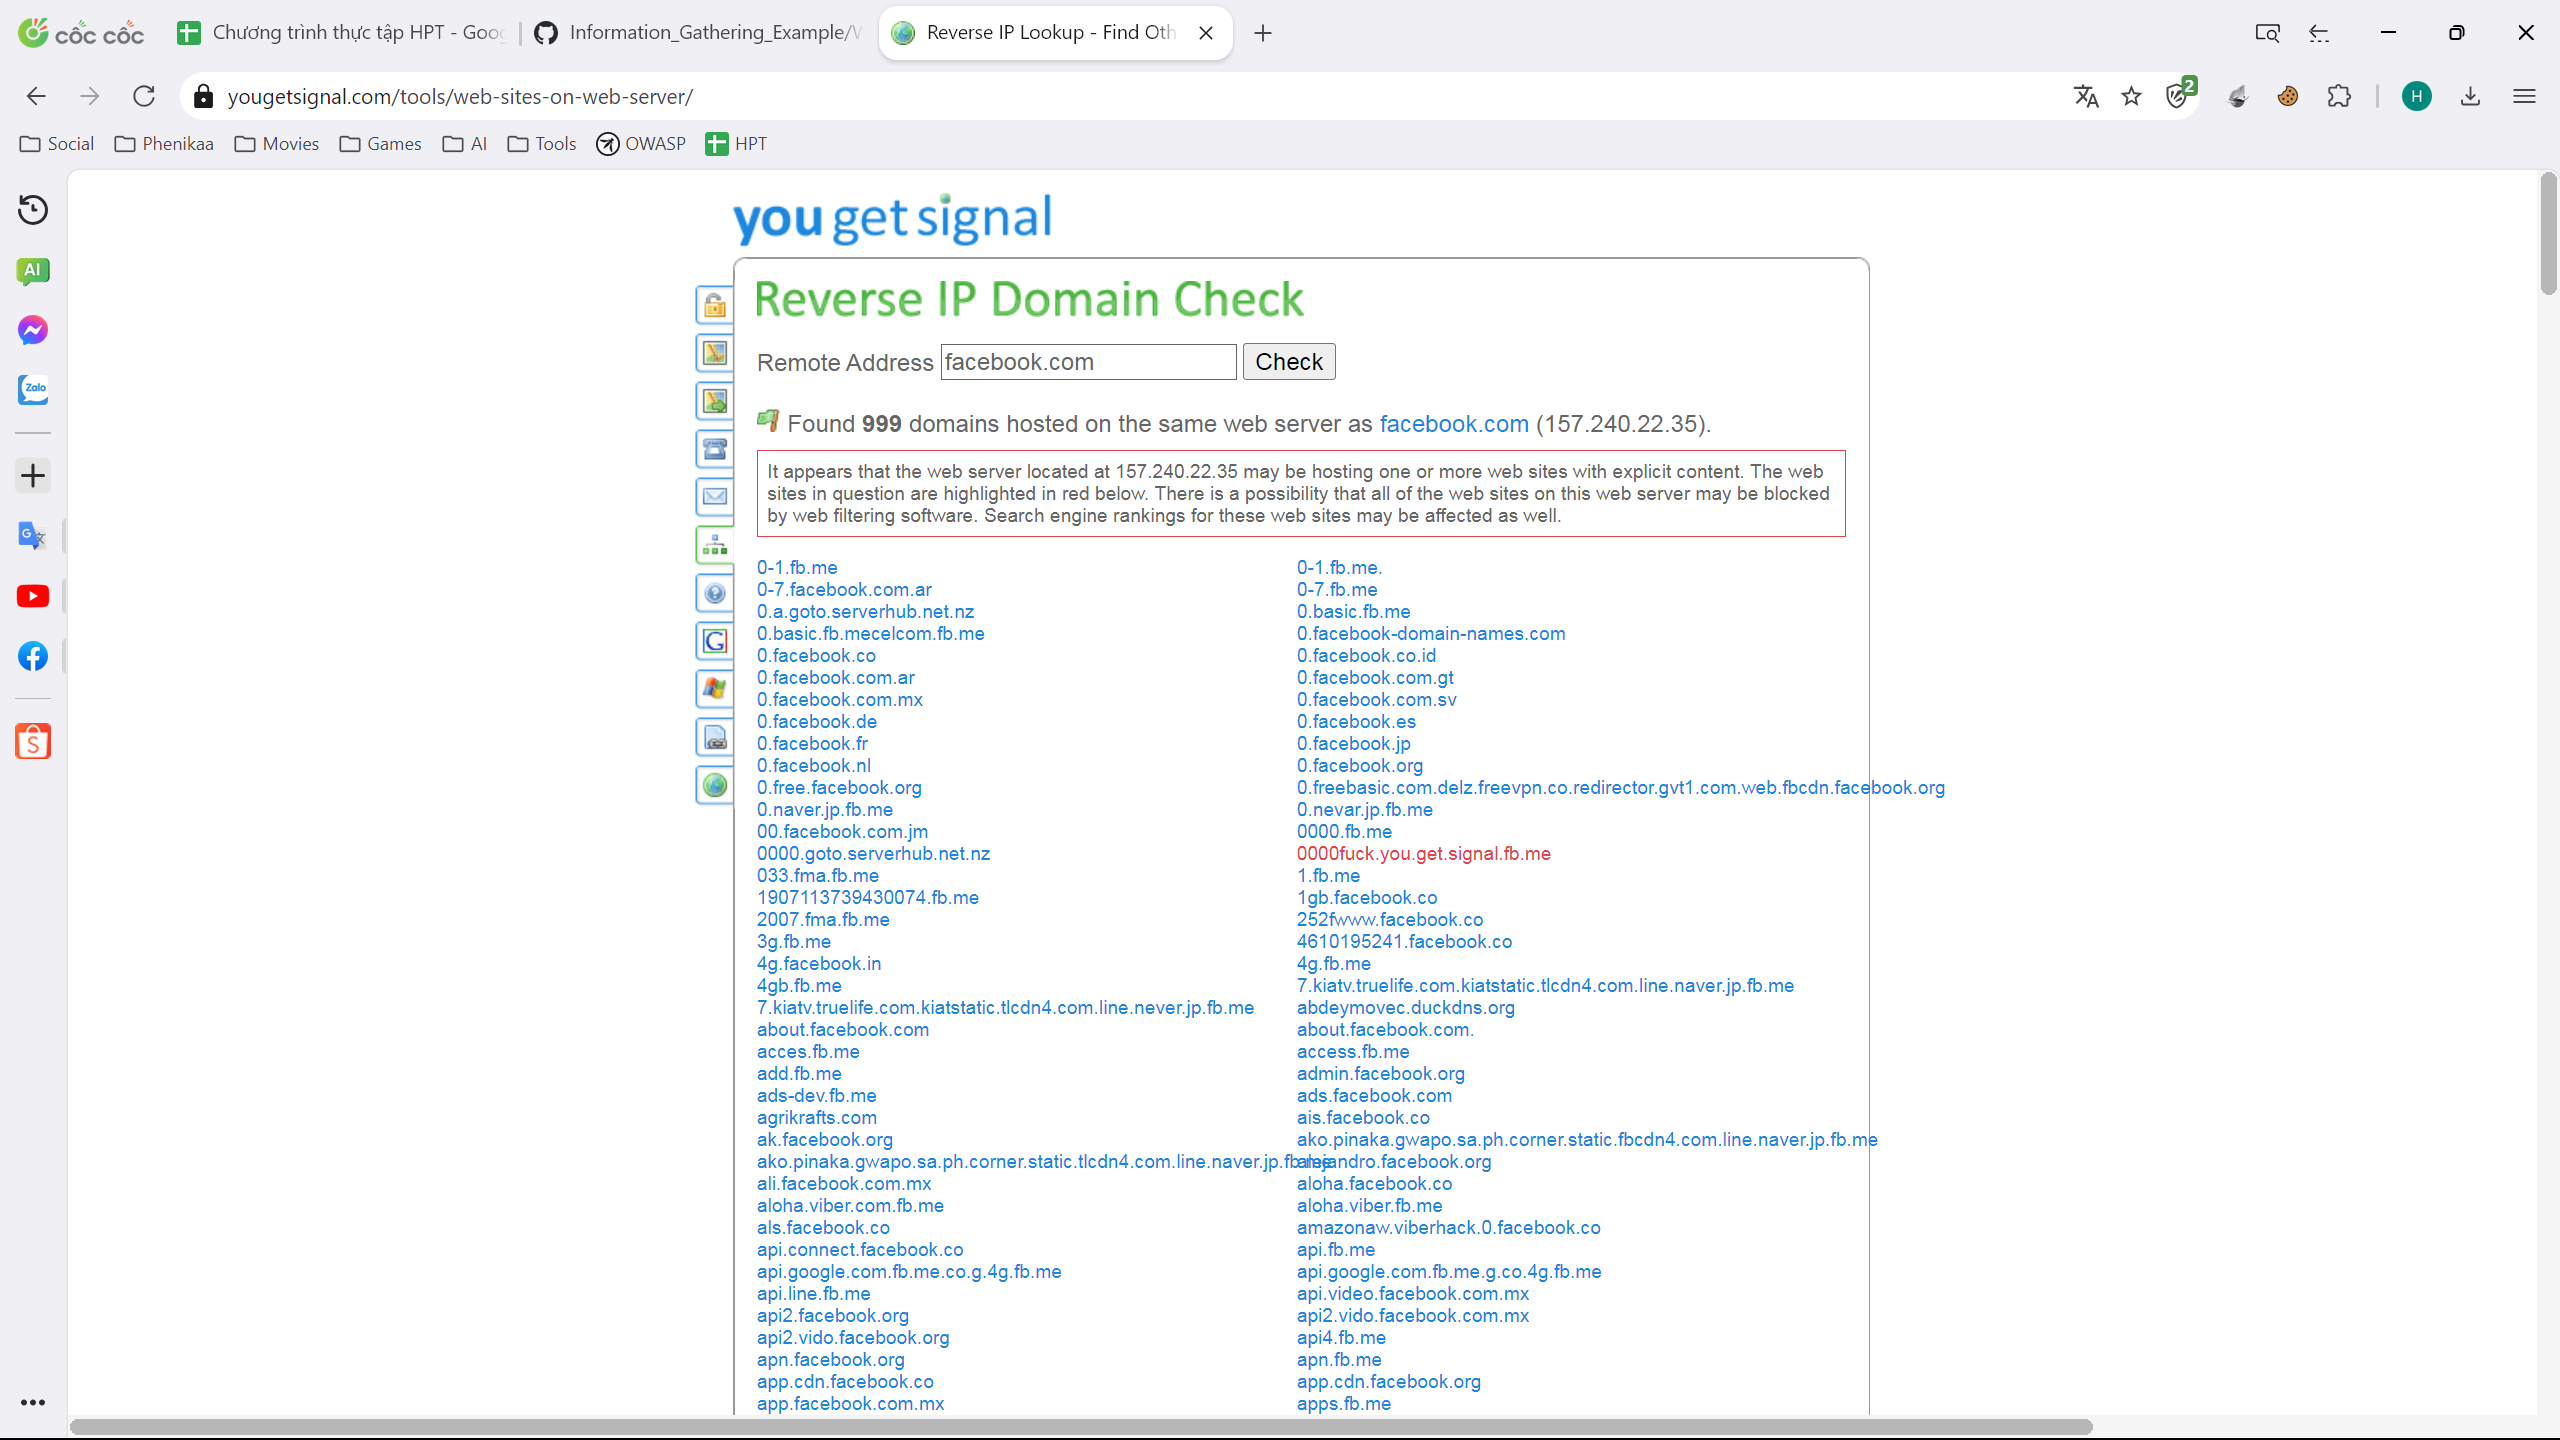 cốc cốc
Chương trình thực tập HPT - Goog
Information_Gathering_Example/W
Reverse IP Lookup - Find Oth
yougetsignal.com/tools/web-sites-on-web-server/
2
H
Social
Phenikaa
Movies
Games
AI
Tools
OWASP
HPT
AI
Zalo
you get signal
Reverse IP Domain Check
Remote Address facebook.com Check
Found 999 domains hosted on the same web server as facebook.com (157.240.22.35).
It appears that the web server located at 157.240.22.35 may be hosting one or more web sites with explicit content. The web
sites in question are highlighted in red below. There is a possibility that all of the web sites on this web server may be blocked
by web filtering software. Search engine rankings for these web sites may be affected as well.
0-1.fb.me 0-1.fb.me.
0-7.facebook.com.ar 0-7.fb.me
0.a.goto.serverhub.net.nz 0.basic.fb.me
0.basic.fb.mecelcom.fb.me 0.facebook-domain-names.com
0.facebook.co 0.facebook.co.id
0.facebook.com.ar 0.facebook.com.gt
0.facebook.com.mx 0.facebook.com.sv
0.facebook.de 0.facebook.es
0.facebook.fr 0.facebook.jp
0.facebook.nl 0.facebook.org
0.free.facebook.org 0.freebasic.com.delz.freevpn.co.redirector.gvt1.com.web.fbcdn.facebook.org
0.naver.jp.fb.me 0.nevar.jp.fb.me
00.facebook.com.jm 0000.fb.me
0000.goto.serverhub.net.nz 0000fuck.you.get.signal.fb.me
033.fma.fb.me 1.fb.me
1907113739430074.fb.me 1gb.facebook.co
2007.fma.fb.me 252fwww.facebook.co
3g.fb.me 4610195241.facebook.co
4g.facebook.in 4g.fb.me
4gb.fb.me 7.kiatv.truelife.com.kiatstatic.tlcdn4.com.line.naver.jp.fb.me
7.kiatv.truelife.com.kiatstatic.tlcdn4.com.line.never.jp.fb.me abdeymovec.duckdns.org
about.facebook.com about.facebook.com.
acces.fb.me access.fb.me
add.fb.me admin.facebook.org
ads-dev.fb.me ads.facebook.com
agrikrafts.com ais.facebook.co
ak.facebook.org ako.pinaka.gwapo.sa.ph.corner.static.fbcdn4.com.line.naver.jp.fb.me
ako.pinaka.gwapo.sa.ph.corner.static.tlcdn4.com.line.naver.jp.fb.me alejandro.facebook.org
ali.facebook.com.mx aloha.facebook.co
aloha.viber.com.fb.me aloha.viber.fb.me
als.facebook.co amazonaw.viberhack.0.facebook.co
api.connect.facebook.co api.fb.me
api.google.com.fb.me.co.g.4g.fb.me api.google.com.fb.me.g.co.4g.fb.me
api.line.fb.me api.video.facebook.com.mx
api2.facebook.org api2.vido.facebook.com.mx
api2.vido.facebook.org api4.fb.me
apn.facebook.org apn.fb.me
app.cdn.facebook.co app.cdn.facebook.org
app.facebook.com.mx apps.fb.me